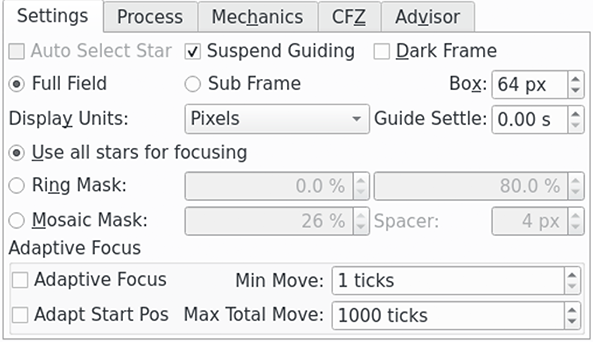 Settings Process Mechanics CFZ Advisor
Auto Select Star Suspend Guiding Dark Frame
Full Field Sub Frame Box: 64 px
Display Units: Pixels Guide Settle: 0.00 s
Use all stars for focusing
Ring Mask: 0.0 % 80.0 %
Mosaic Mask: 26 % Spacer: 4 px
Adaptive Focus
Adaptive Focus Min Move: 1 ticks
Adapt Start Pos Max Total Move: 1000 ticks